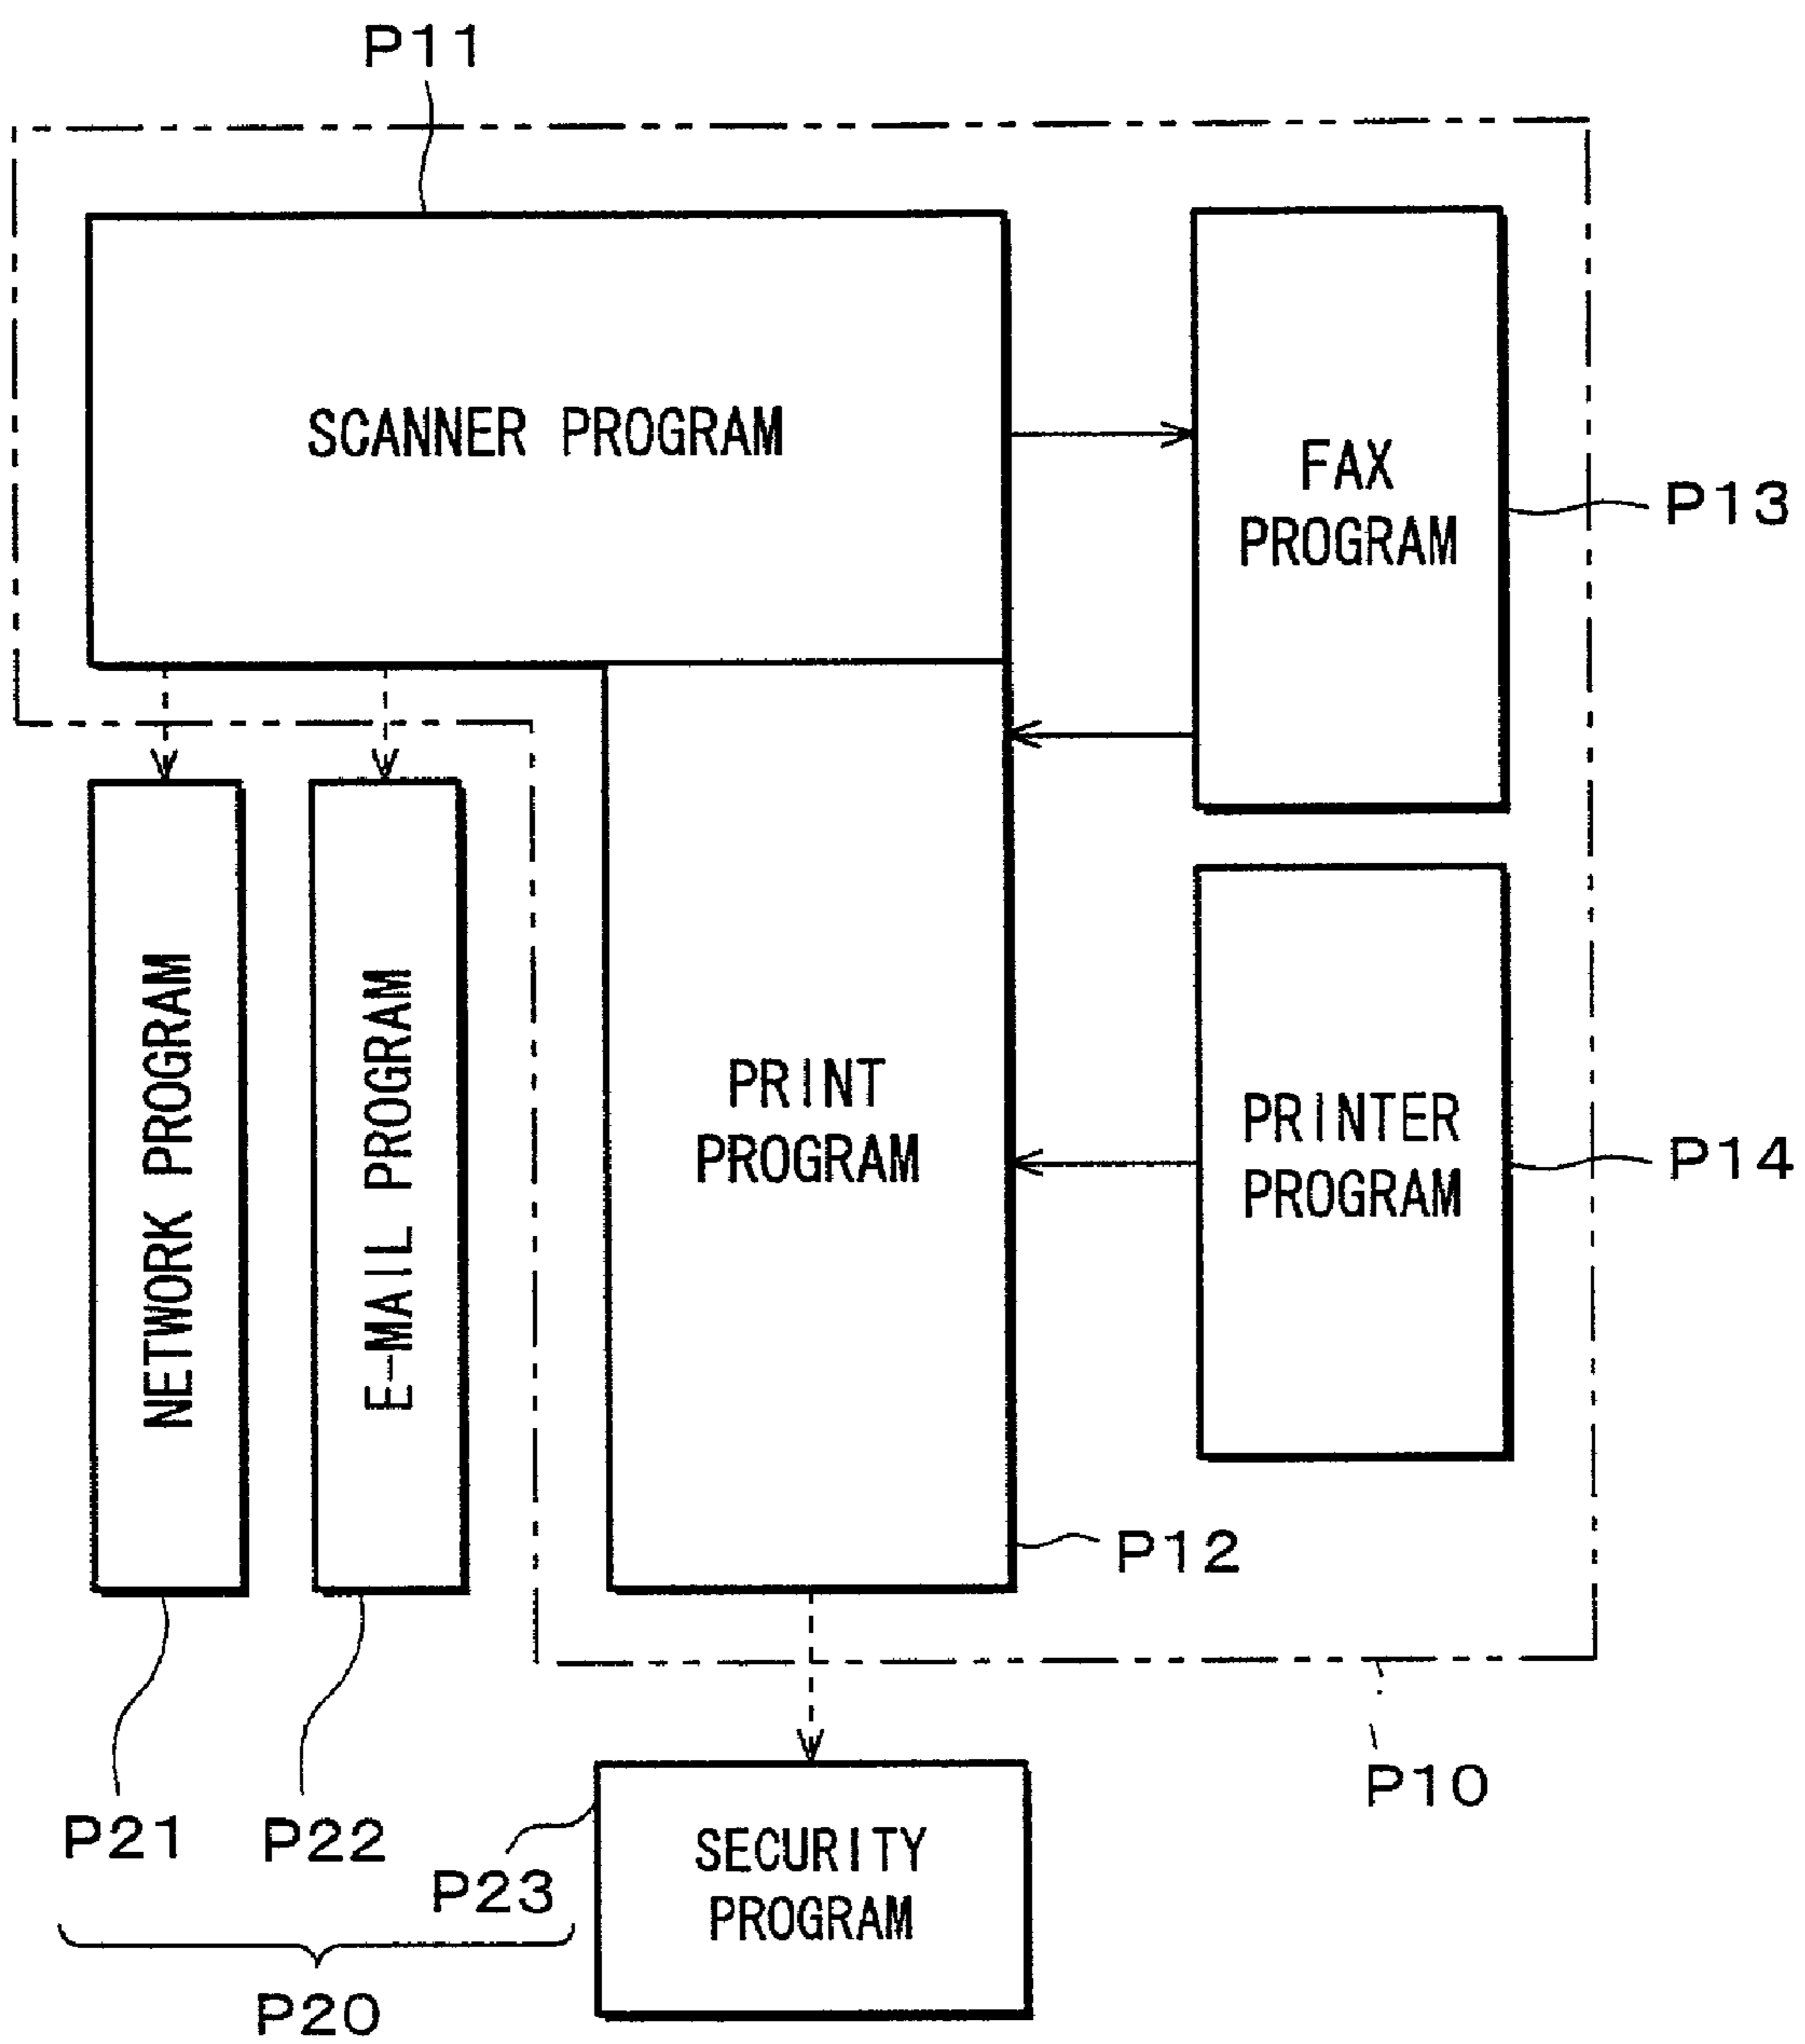 P11
SCANNER PROGRAM
FAX
PROGRAM
P13
NETWORK PROGRAM
E-MAIL PROGRAM
PRINT
PROGRAM
PRINTER
PROGRAM
P14
P12
P10
P21
P22
P23
SECURITY
PROGRAM
P20